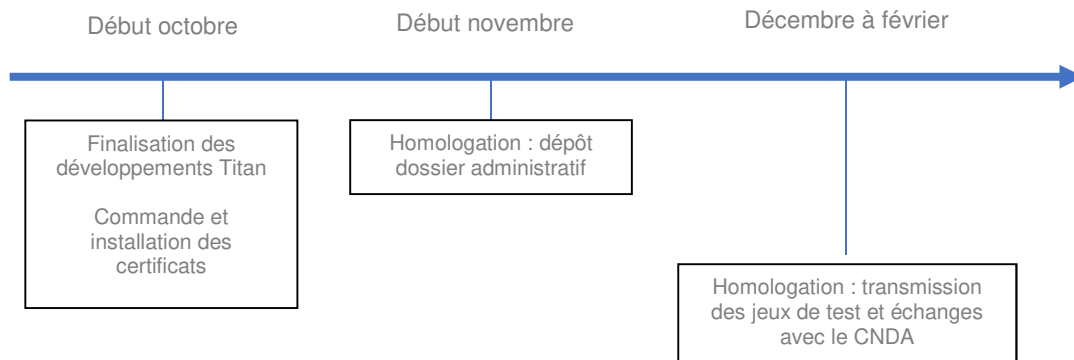 Début octobre
Début novembre
Décembre à février
Finalisation des
développements Titan
Commande et
installation des
certificats
Homologation : dépôt
dossier administratif
Homologation : transmission
des jeux de test et échanges
avec le CNDA